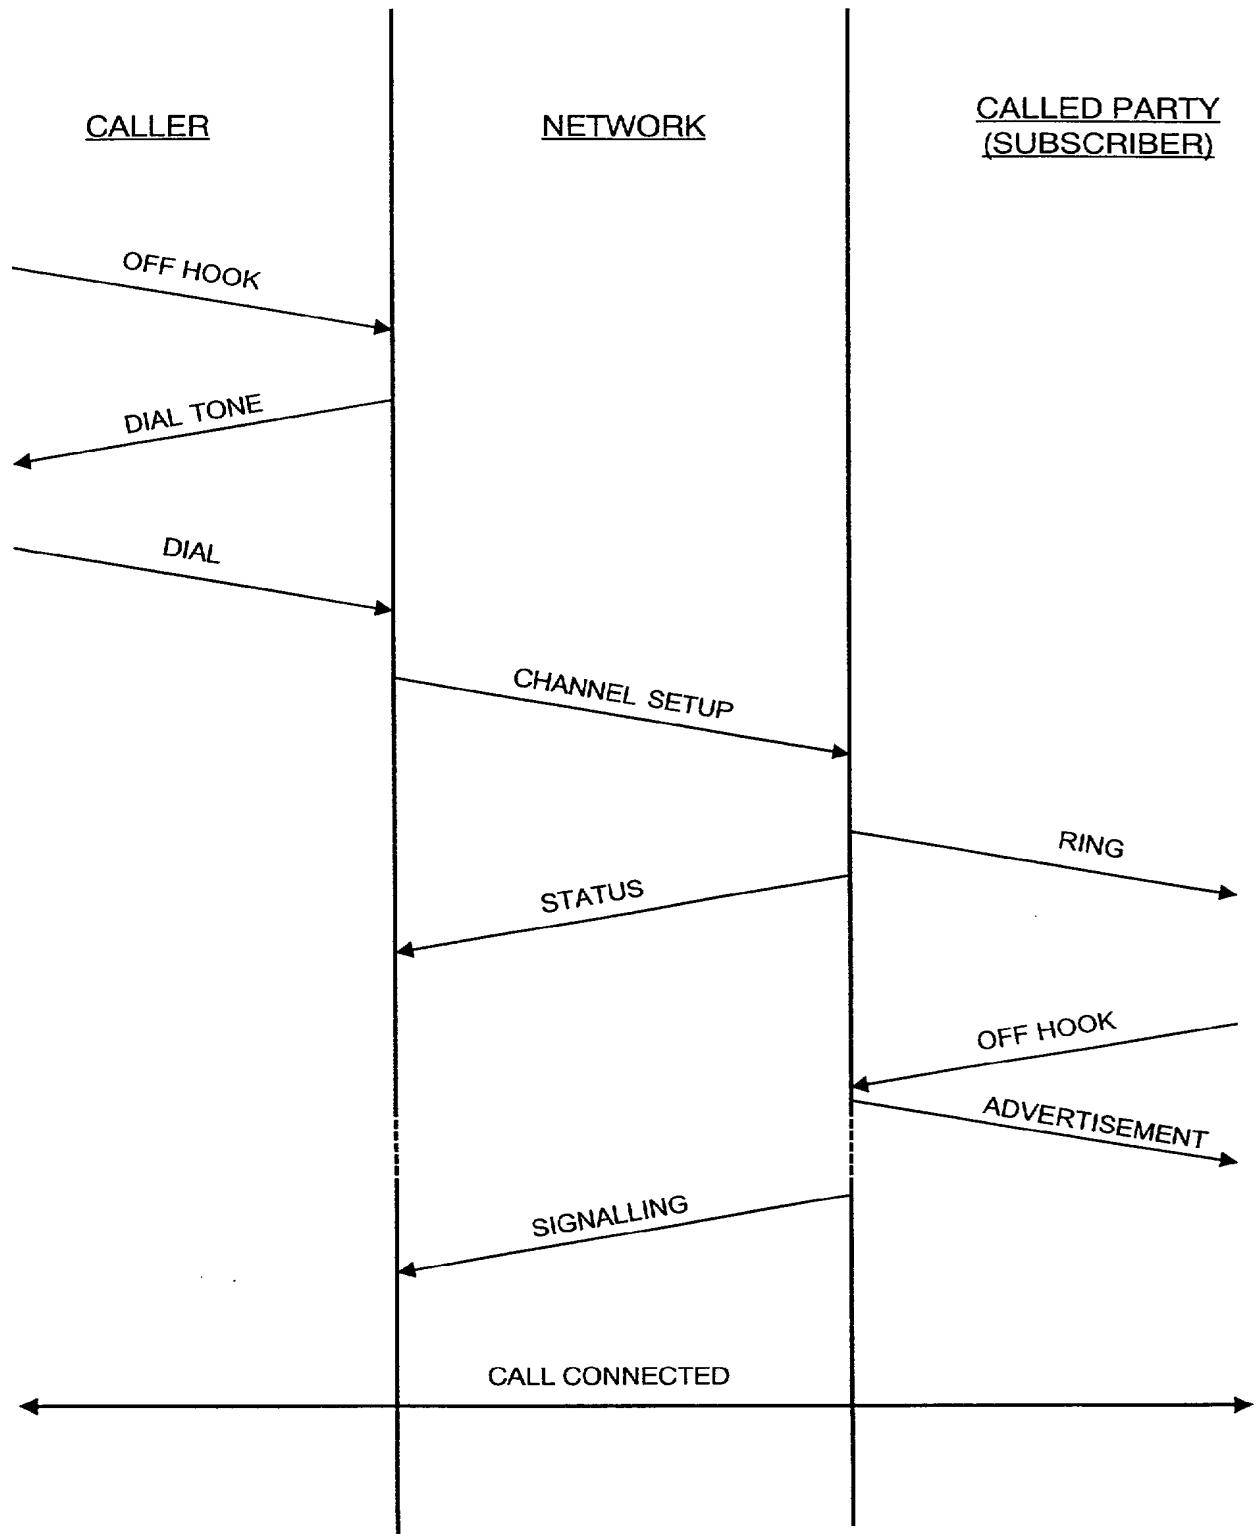 CALLER
NETWORK
CALLED PARTY
(SUBSCRIBER)
OFF HOOK
DIAL TONE
DIAL
CHANNEL SETUP
RING
STATUS
OFF HOOK
ADVERTISEMENT
SIGNALLING
CALL CONNECTED